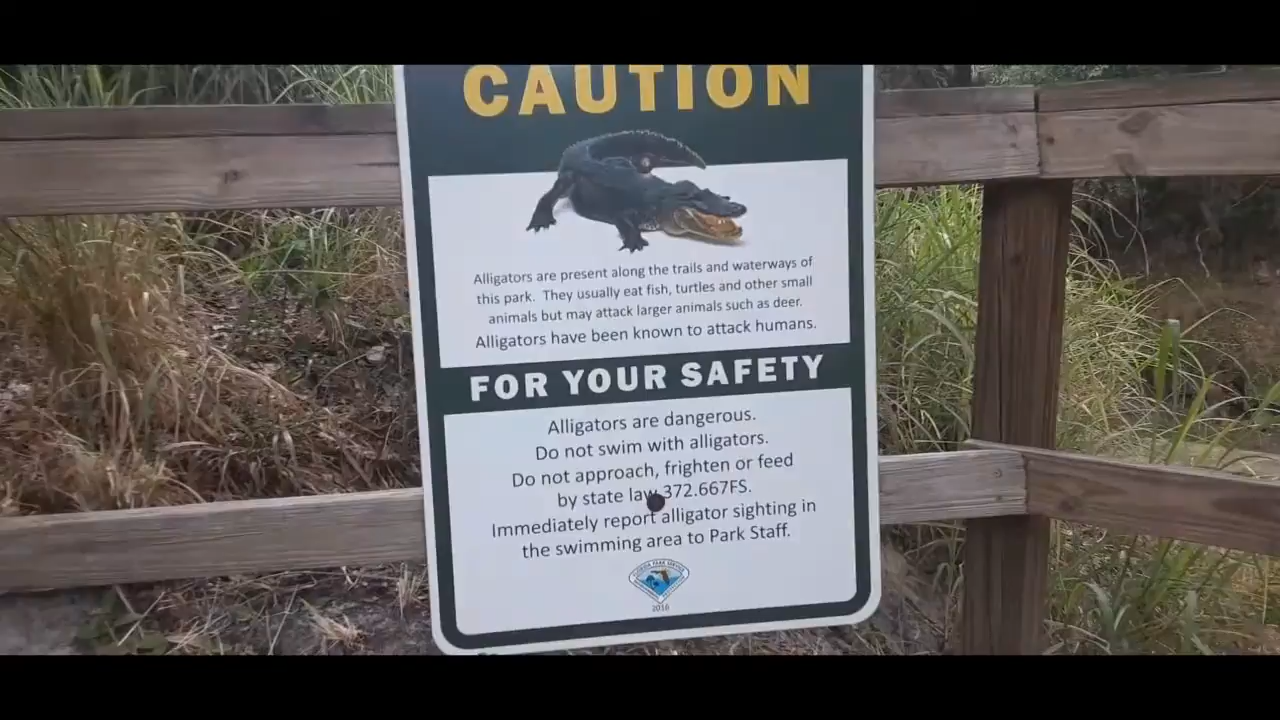 CAUTION
Alligators are present along the trails and waterways of
this park. They usually eat fish, turtles and other small
animals but may attack larger animals such as deer.
Alligators have been known to attack humans.
FOR YOUR SAFETY
Alligators are dangerous.
Do not swim with alligators.
Do not approach, frighten or feed
by state law 372.667FS.
Immediately report alligator sighting in
the swimming area to Park Staff.
FLORIDA PARK SERVICE
2016